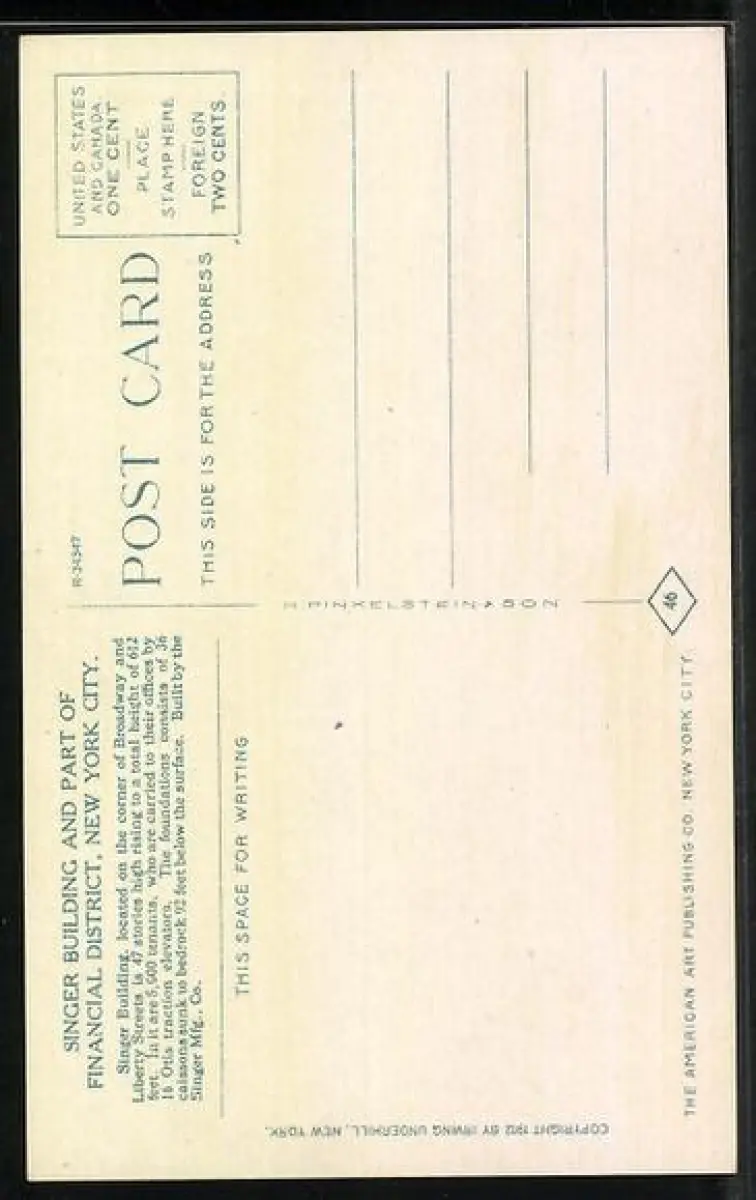 SINGER BUILDING AND PART OF
FINANCIAL DISTRICT, NEW YORK CITY.
Singer Building, located on the corner of Broadway and
Liberty Streets is 47 stories high rising to a total height of 612
feet. In it are 5,000 tenants, who are carried to their offices by
16 Otis traction elevators. The foundations consists of 36
caissons sunk to bedrock, 92 feet below the surface. Built by the
Singer Mfg., Co.
THIS SPACE FOR WRITING
COPYRIGHT 1912 BY IRVING UNDERHILL, NEW YORK.
THE AMERICAN ART PUBLISHING CO. NEW YORK CITY.
H FINKELSTEIN & SON
46
R-34347
POST CARD
THIS SIDE IS FOR THE ADDRESS
UNITED STATES
AND CANADA
ONE CENT
PLACE
STAMP HERE
FOREIGN
TWO CENTS.